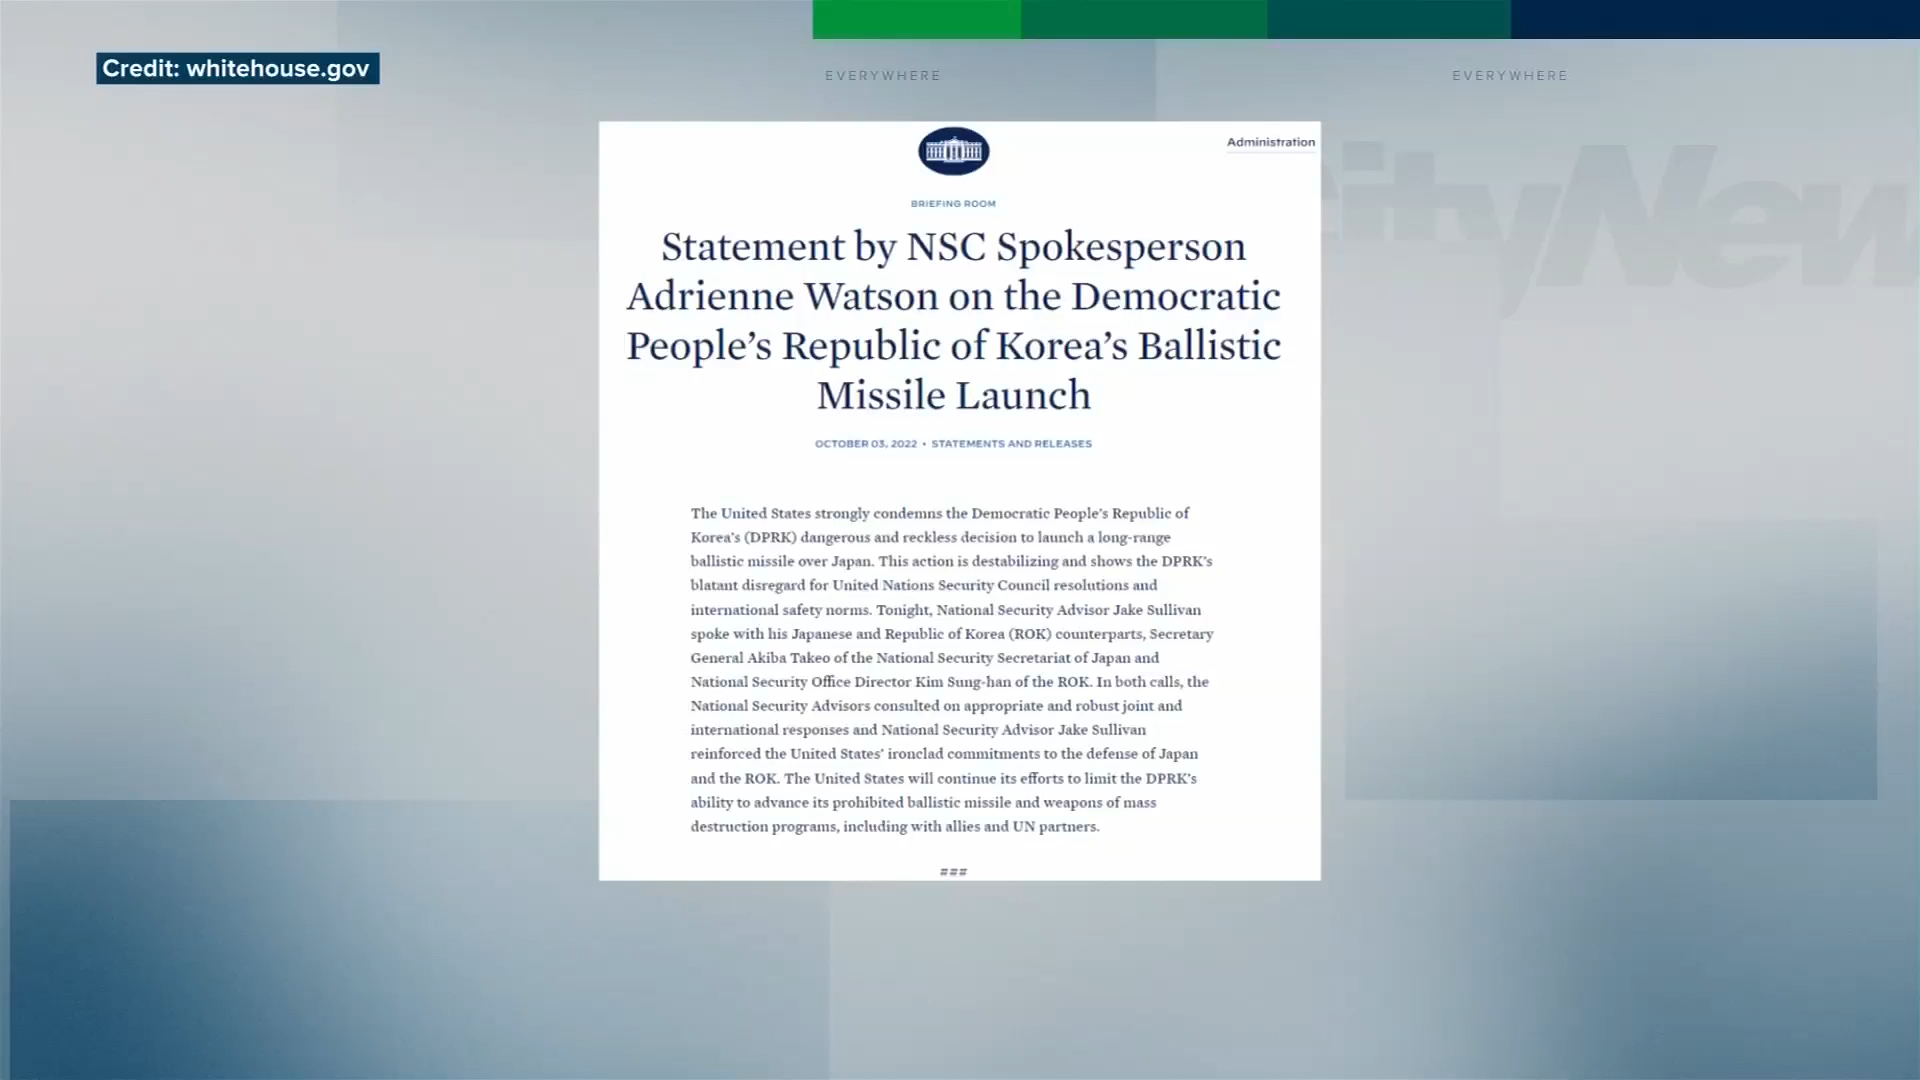 Credit: whitehouse.gov
EVERYWHERE
EVERYWHERE
CityNew
Administration
BRIEFING ROOM
Statement by NSC Spokesperson
Adrienne Watson on the Democratic
People’s Republic of Korea’s Ballistic
Missile Launch
OCTOBER 03, 2022 • STATEMENTS AND RELEASES
The United States strongly condemns the Democratic People’s Republic of
Korea’s (DPRK) dangerous and reckless decision to launch a long-range
ballistic missile over Japan. This action is destabilizing and shows the DPRK’s
blatant disregard for United Nations Security Council resolutions and
international safety norms. Tonight, National Security Advisor Jake Sullivan
spoke with his Japanese and Republic of Korea (ROK) counterparts, Secretary
General Akiba Takeo of the National Security Secretariat of Japan and
National Security Office Director Kim Sung-han of the ROK. In both calls, the
National Security Advisors consulted on appropriate and robust joint and
international responses and National Security Advisor Jake Sullivan
reinforced the United States’ ironclad commitments to the defense of Japan
and the ROK. The United States will continue its efforts to limit the DPRK’s
ability to advance its prohibited ballistic missile and weapons of mass
destruction programs, including with allies and UN partners.
###